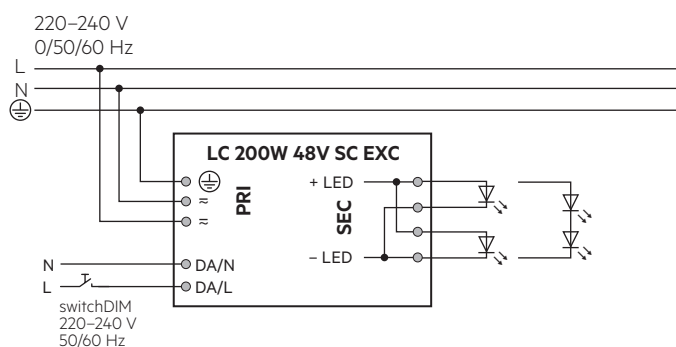 220–240 V
0/50/60 Hz
L
N
LC 200W 48V SC EXC
PRI
≂
≂
+ LED
SEC
– LED
N
DA/N
L
DA/L
switchDIM
220–240 V
50/60 Hz